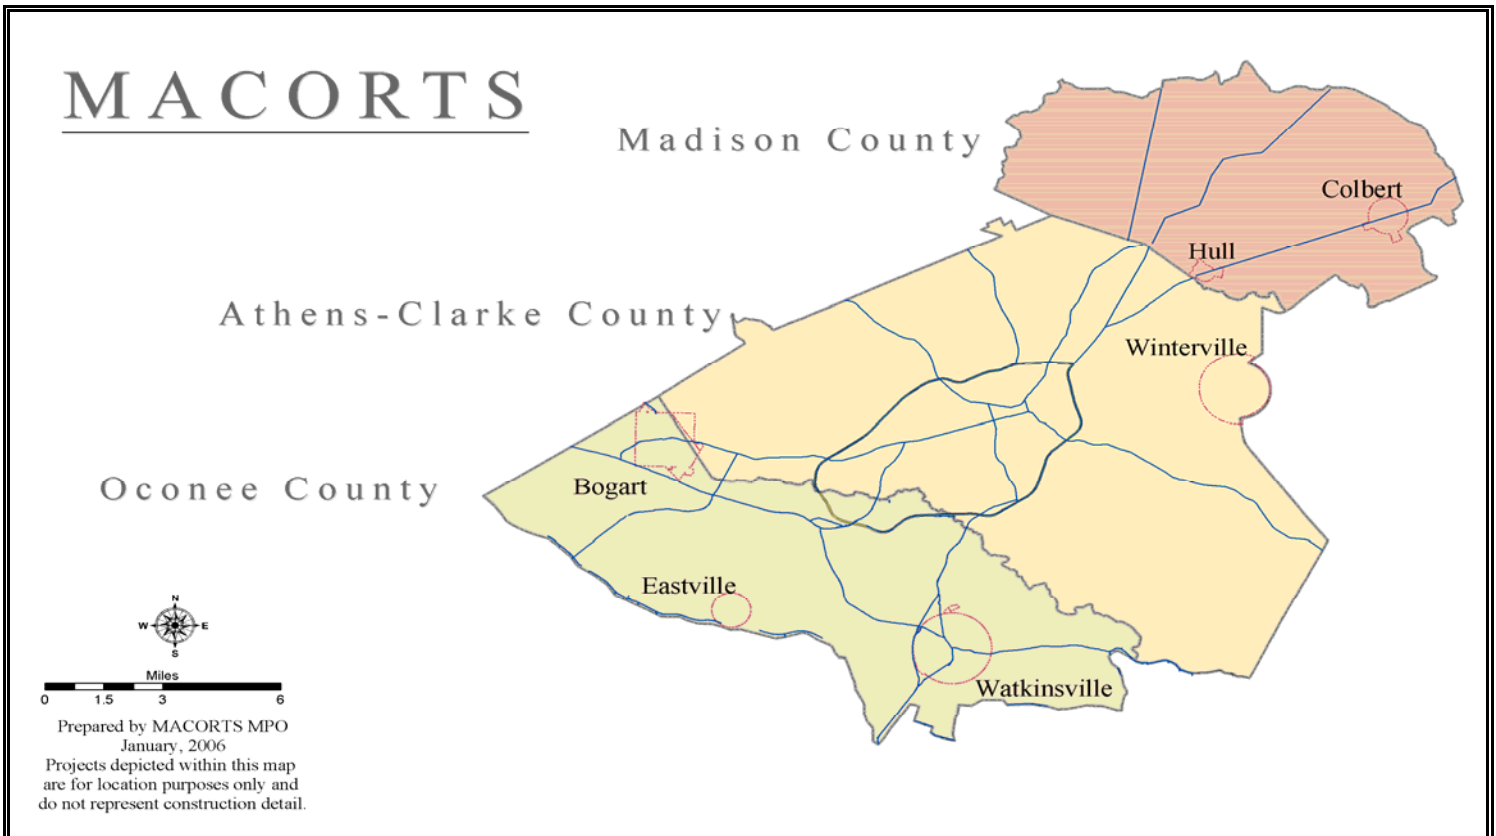 MACORTS
Madison County
Colbert
Hull
Athens-Clarke County
Winterville
Oconee County
Bogart
Eastville
Watkinsville
N
W E
S
Miles
0 1.5 3 6
Prepared by MACORTS MPO
January, 2006
Projects depicted within this map
are for location purposes only and
do not represent construction detail.